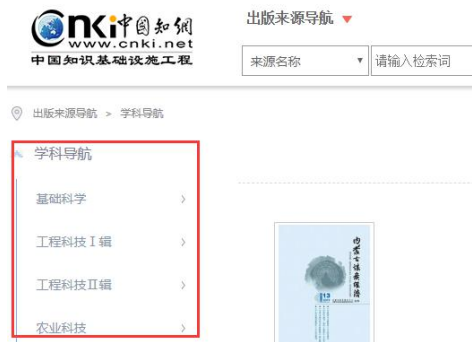 cnki中国知网
www.cnki.net
中国知识基础设施工程
出版来源导航 ▼
来源名称 ▼ 请输入检索词
出版来源导航 > 学科导航
学科导航
基础科学 >
工程科技Ⅰ辑 >
工程科技Ⅱ辑 >
农业科技 >
13